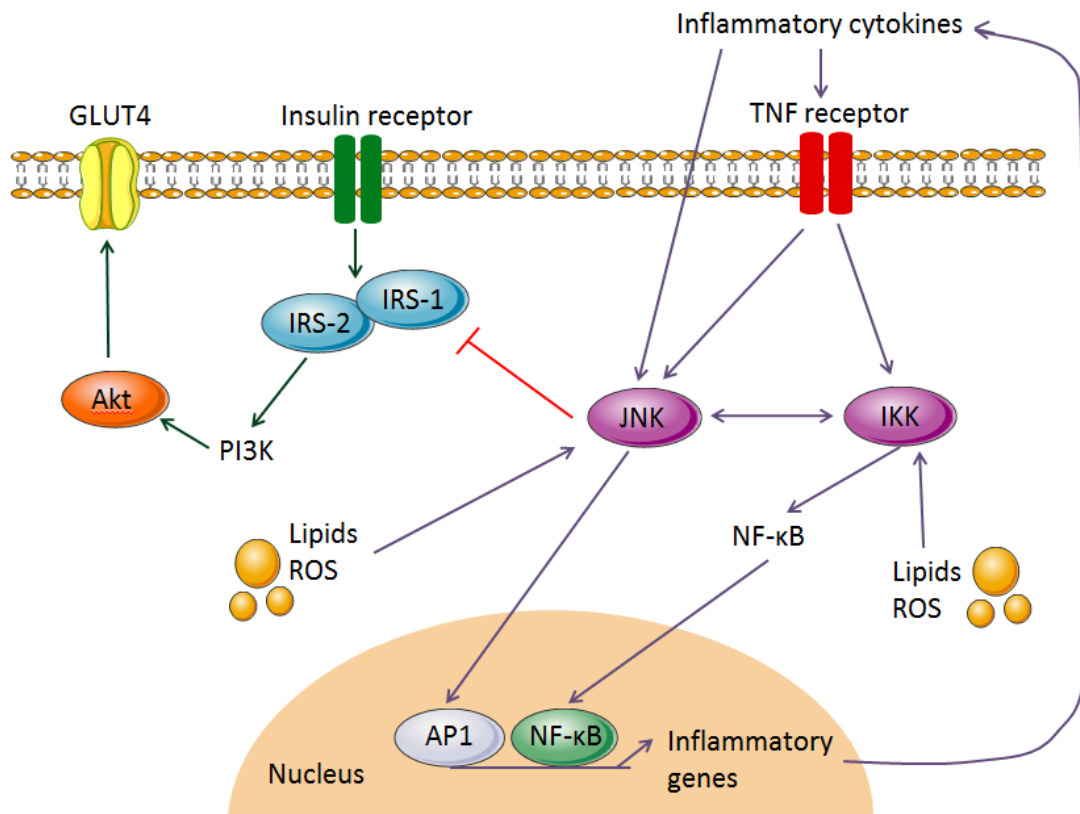 Inflammatory cytokines
GLUT4
Insulin receptor
TNF receptor
IRS-1
IRS-2
Akt
JNK
IKK
PI3K
Lipids
ROS
NF-κB
Lipids
ROS
AP1
NF-κB
Inflammatory
genes
Nucleus